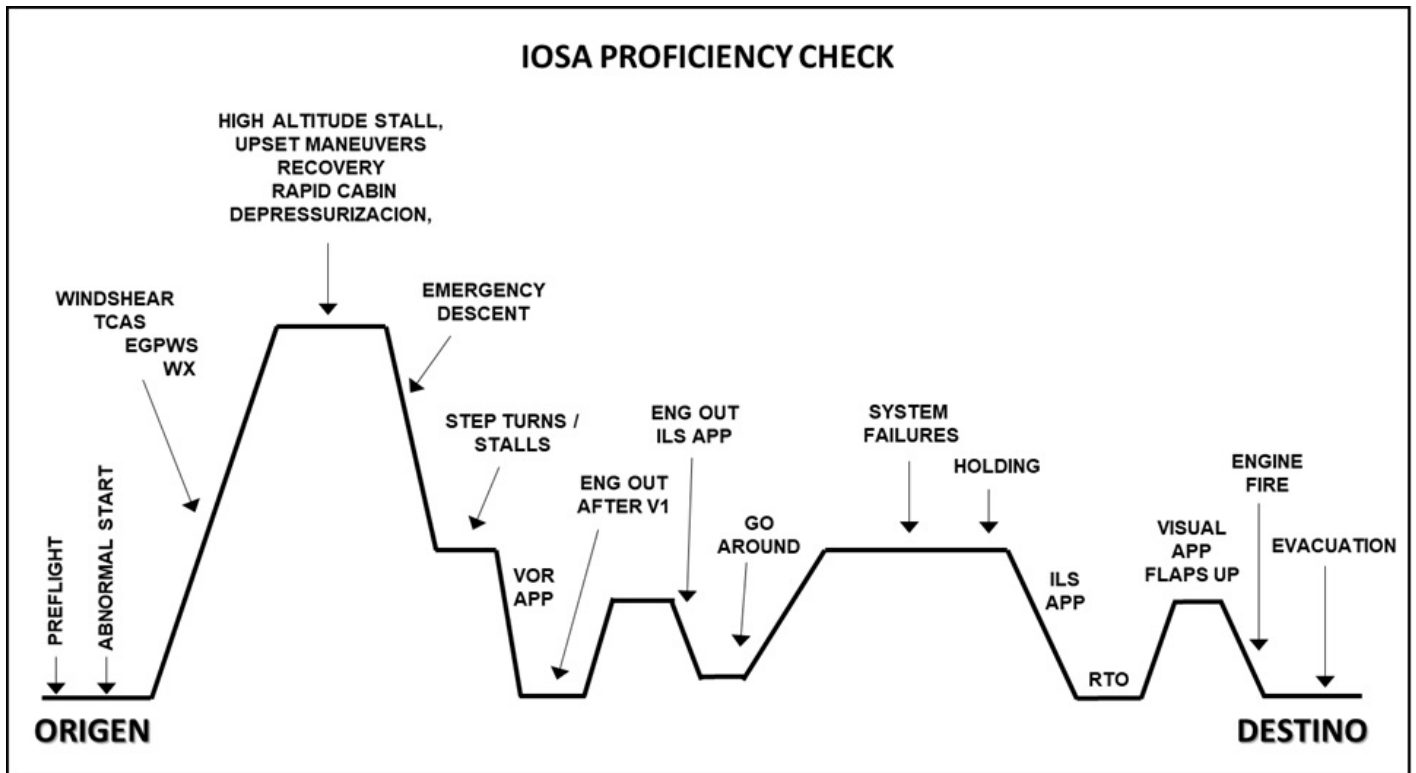 IOSA PROFICIENCY CHECK
HIGH ALTITUDE STALL,
UPSET MANEUVERS
RECOVERY
RAPID CABIN
DEPRESSURIZACION,
WINDSHEAR
TCAS
EGPWS
WX
EMERGENCY
DESCENT
STEP TURNS /
STALLS
ENG OUT
AFTER V1
ENG OUT
ILS APP
GO
AROUND
SYSTEM
FAILURES
HOLDING
ENGINE
FIRE
VISUAL
APP
FLAPS UP
EVACUATION
PREFLIGHT
ABNORMAL START
VOR
APP
ILS
APP
RTO
ORIGEN
DESTINO